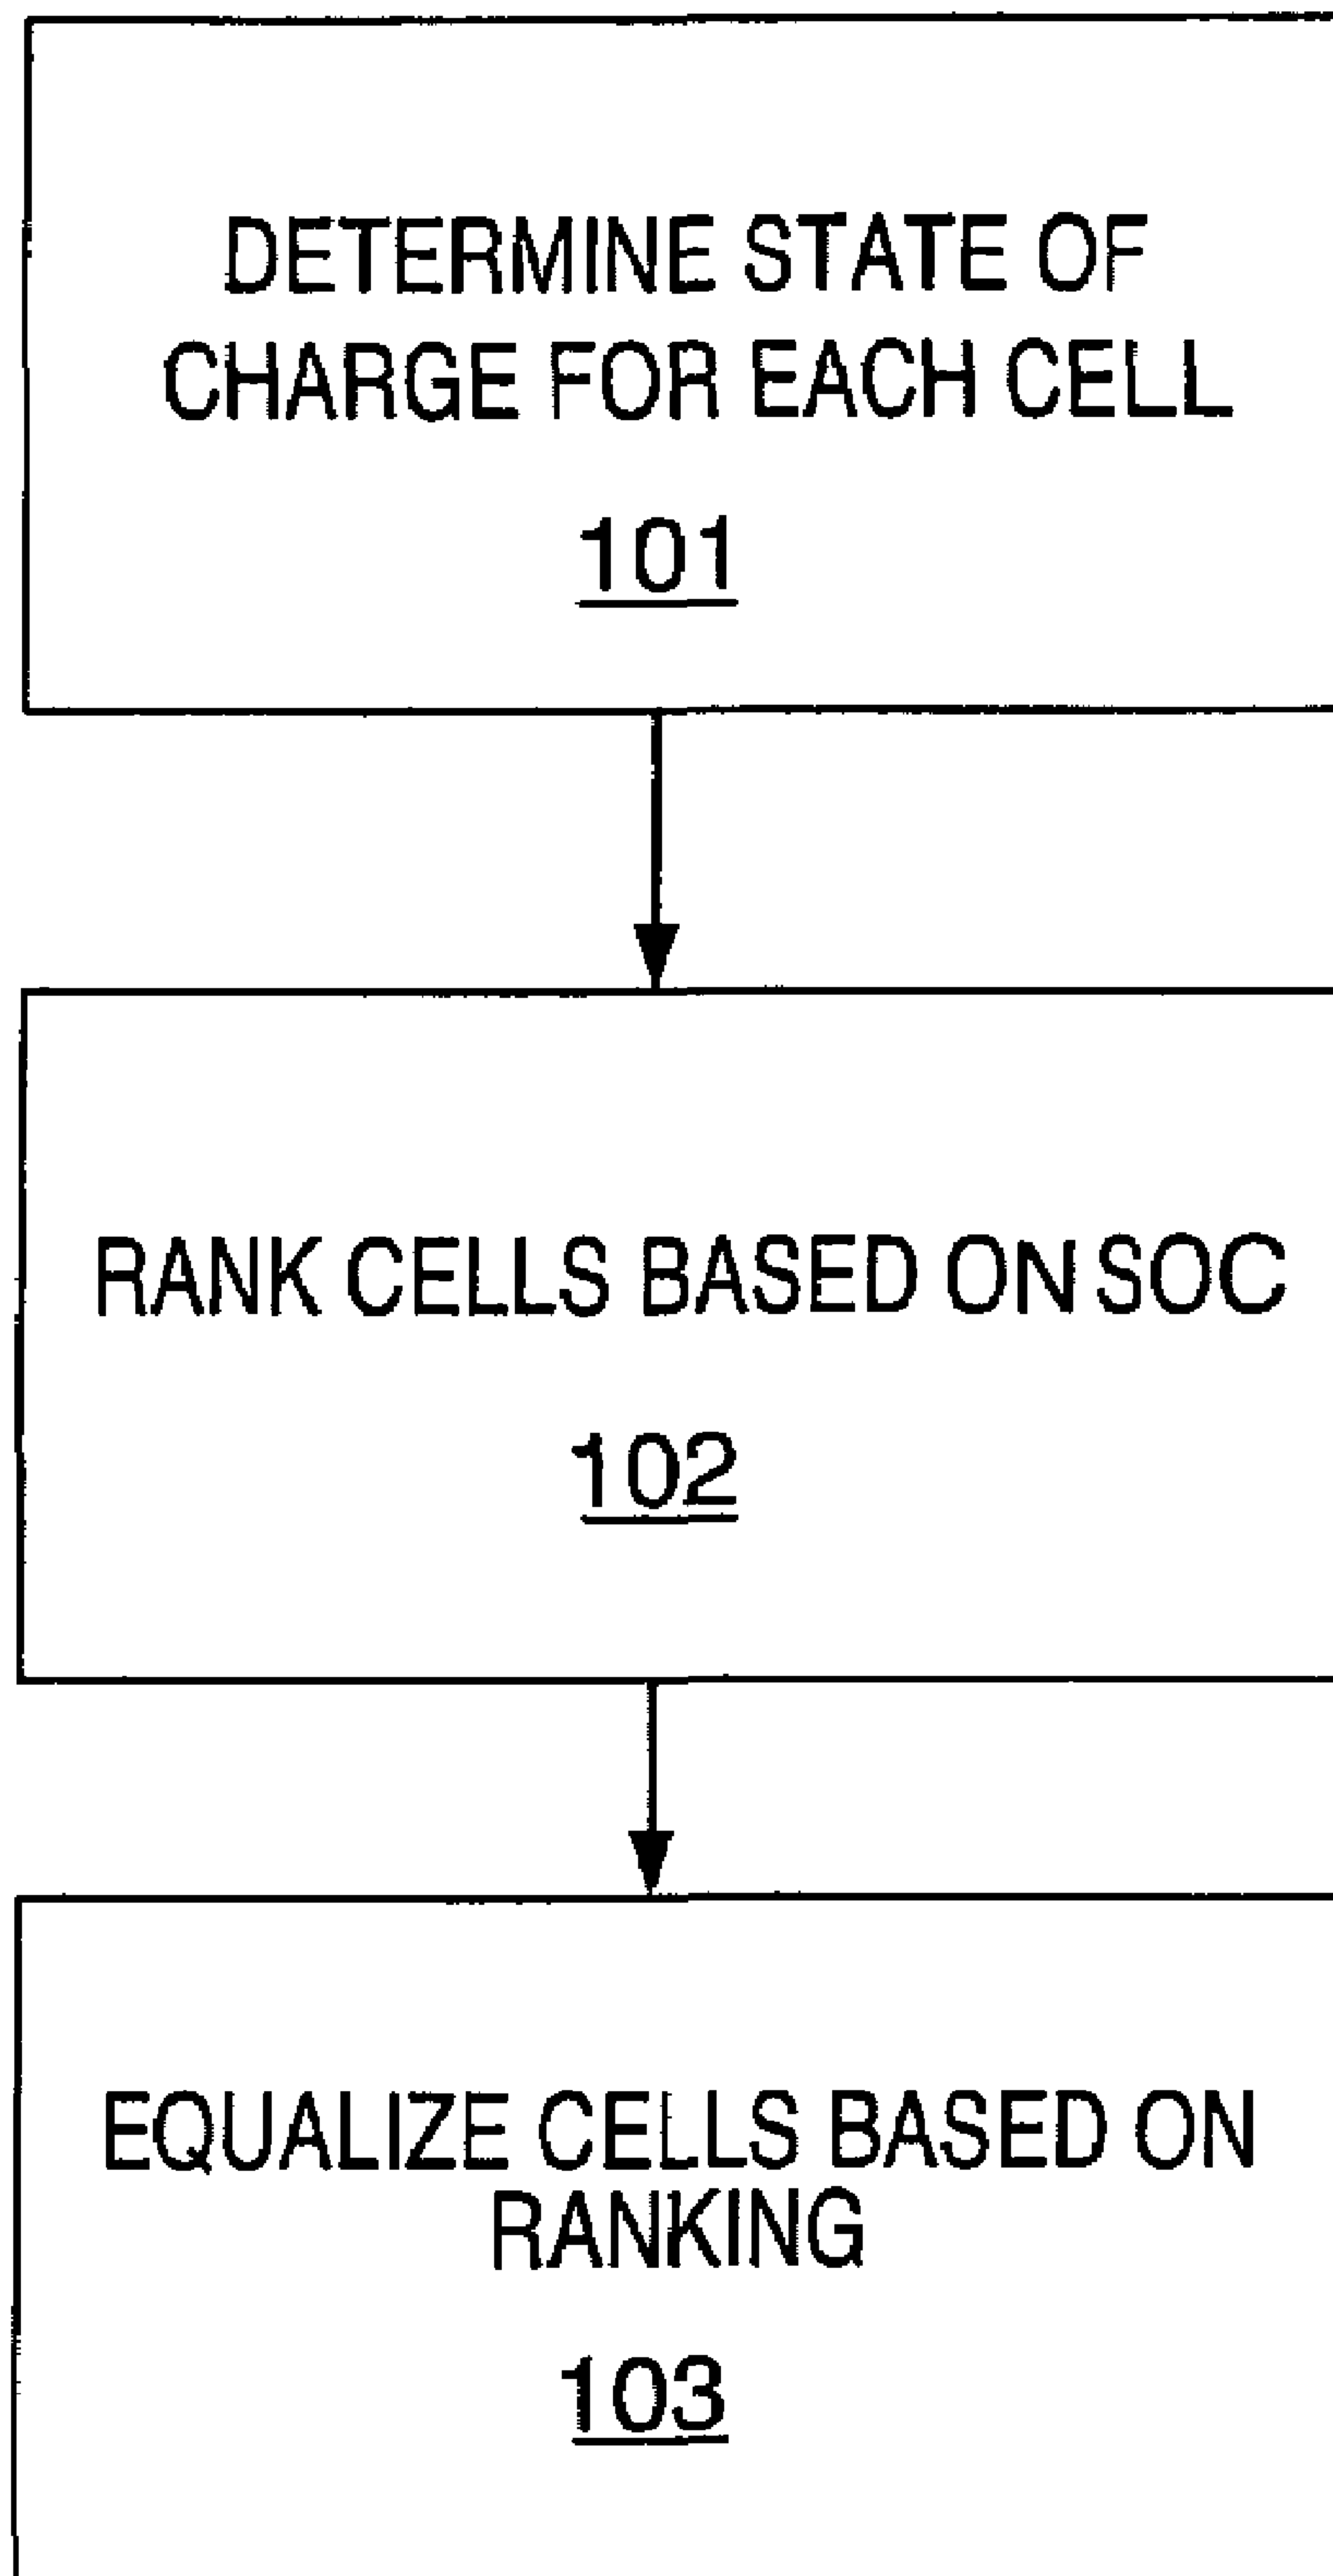 DETERMINE STATE OF
CHARGE FOR EACH CELL
101
RANK CELLS BASED ON SOC
102
EQUALIZE CELLS BASED ON
RANKING
103